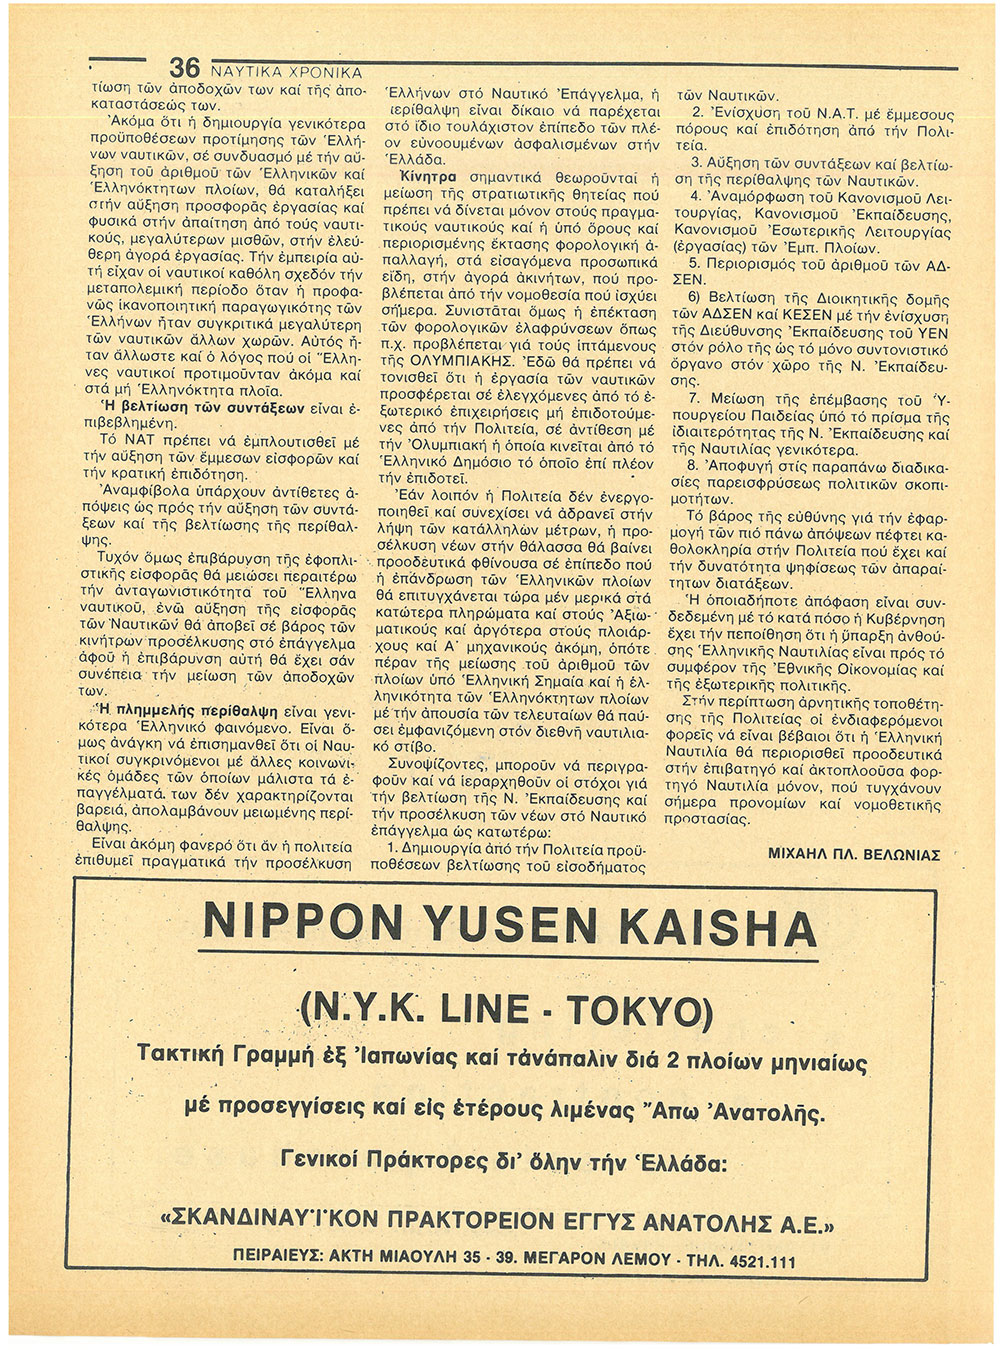 36 ΝΑΥΤΙΚΑ ΧΡΟΝΙΚΑ
τίωση τῶν ἀποδοχῶν των καί τῆς ἀπο-
καταστάσεώς των.
Ἀκόμα ὅτι ἡ δημιουργία γενικότερα
προϋποθέσεων προτίμησης τῶν Ἑλλή-
νων ναυτικῶν, σέ συνδυασμό μέ τήν αὔ-
ξηση τοῦ ἀριθμοῦ τῶν Ἑλληνικῶν καί
Ἑλληνόκτητων πλοίων, θά καταλήξει
στήν αὔξηση προσφορᾶς ἐργασίας καί
φυσικά στήν ἀπαίτηση ἀπό τούς ναυτι-
κούς, μεγαλύτερων μισθῶν, στήν ἐλεύ-
θερη ἀγορά ἐργασίας. Τήν ἐμπειρία αὐ-
τή εἶχαν οἱ ναυτικοί καθόλη σχεδόν τήν
μεταπολεμική περίοδο ὅταν ἡ προφα-
νῶς ἱκανοποιητική παραγωγικότης τῶν
Ἑλλήνων ἦταν συγκριτικά μεγαλύτερη
τῶν ναυτικῶν ἄλλων χωρῶν. Αὐτός ἦ-
ταν ἄλλωστε καί ὁ λόγος πού οἱ Ἕλλη-
νες ναυτικοί προτιμοῦνταν ἀκόμα καί
στά μή Ἑλληνόκτητα πλοῖα.
Ἡ βελτίωση τῶν συντάξεων εἶναι ἐ-
πιβεβλημένη.
Τό ΝΑΤ πρέπει νά ἐμπλουτισθεῖ μέ
τήν αὔξηση τῶν ἔμμεσων εἰσφορῶν καί
τήν κρατική ἐπιδότηση.
Ἀναμφίβολα ὑπάρχουν ἀντίθετες ἀ-
πόψεις ὡς πρός τήν αὔξηση τῶν συντά-
ξεων καί τῆς βελτίωσης τῆς περίθαλ-
ψης.
Τυχόν ὅμως ἐπιβάρυνση τῆς ἐφοπλι-
στικῆς εἰσφορᾶς θά μειώσει περαιτέρω
τήν ἀνταγωνιστικότητα τοῦ Ἕλληνα
ναυτικοῦ, ἐνῶ αὔξηση τῆς εἰσφορᾶς
τῶν Ναυτικῶν θά ἀποβεῖ σέ βάρος τῶν
κινήτρων προσέλκυσης στό ἐπάγγελμα
ἀφοῦ ἡ ἐπιβάρυνση αὐτή θά ἔχει σάν
συνέπεια τήν μείωση τῶν ἀποδοχῶν
των.
Ἡ πλημμελής περίθαλψη εἶναι γενι-
κότερα Ἑλληνικό φαινόμενο. Εἶναι ὅ-
μως ἀνάγκη νά ἐπισημανθεῖ ὅτι οἱ Ναυ-
τικοί συγκρινόμενοι μέ ἄλλες κοινωνι-
κές ὁμάδες τῶν ὁποίων μάλιστα τά ἐ-
παγγέλματά των δέν χαρακτηρίζονται
βαρειά, ἀπολαμβάνουν μειωμένης περί-
θαλψης.
Εἶναι ἀκόμη φανερό ὅτι ἄν ἡ πολιτεία
ἐπιθυμεῖ πραγματικά τήν προσέλκυση
Ἑλλήνων στό Ναυτικό Ἐπάγγελμα, ἡ
ἱερίθαλψη εἶναι δίκαιο νά παρέχεται
στό ἴδιο τουλάχιστον ἐπίπεδο τῶν πλέ-
ον εὐνοουμένων ἀσφαλισμένων στήν
Ἑλλάδα.
Κίνητρα σημαντικά θεωροῦνταί ἡ
μείωση τῆς στρατιωτικῆς θητείας πού
πρέπει νά δίνεται μόνον στούς πραγμα-
τικούς ναυτικούς καί ἡ ὑπό ὅρους καί
περιορισμένης ἔκτασης φορολογική ἀ-
παλλαγή, στά εἰσαγόμενα προσωπικά
εἴδη, στήν ἀγορά ἀκινήτων, πού προ-
βλέπεται ἀπό τήν νομοθεσία πού ἰσχύει
σήμερα. Συνιστᾶται ὅμως ἡ ἐπέκταση
τῶν φορολογικῶν ἐλαφρύνσεων ὅπως
π.χ. προβλέπεται γιά τούς ἱπτάμενους
τῆς ΟΛΥΜΠΙΑΚΗΣ. Ἐδῶ θά πρέπει νά
τονισθεῖ ὅτι ἡ ἐργασία τῶν ναυτικῶν
προσφέρεται σέ ἐλεγχόμενες ἀπό τό ἐ-
ξωτερικό ἐπιχειρήσεις μή ἐπιδοτούμε-
νες ἀπό τήν Πολιτεία, σέ ἀντίθεση μέ
τήν Ὀλυμπιακή ἡ ὁποία κινεῖται ἀπό τό
Ἑλληνικό Δημόσιο τό ὁποῖο ἐπί πλέον
τήν ἐπιδοτεῖ.
Ἐάν λοιπόν ἡ Πολιτεία δέν ἐνεργο-
ποιηθεῖ καί συνεχίσει νά ἀδρανεῖ στήν
λήψη τῶν κατάλληλών μέτρων, ἡ προ-
σέλκυση νέων στήν θάλασσα θά βαίνει
προοδευτικά φθίνουσα σέ ἐπίπεδο πού
ἡ ἐπάνδρωση τῶν Ἑλληνικῶν πλοίων
θά ἐπιτυγχάνεται τώρα μέν μερικά στά
κατώτερα πληρώματα καί στούς Ἀξιω-
ματικούς καί ἀργότερα στούς πλοιάρ-
χους καί Α΄ μηχανικούς ἀκόμη, ὁπότε
πέραν τῆς μείωσης τοῦ ἀριθμοῦ τῶν
πλοίων ὑπό Ἑλληνική Σημαία καί ἡ ἑλ-
ληνικότητα τῶν Ἑλληνόκτητων πλοίων
μέ τήν ἀπουσία τῶν τελευταίων θά παύ-
σει ἐμφανιζόμενη στόν διεθνῆ ναυτιλια-
κό στίβο.
Συνοψίζοντες, μποροῦν νά περιγρα-
φοῦν καί νά ἱεραρχηθοῦν οἱ στόχοι γιά
τήν βελτίωση τῆς Ν. Ἐκπαίδευσης καί
τήν προσέλκυση τῶν νέων στό Ναυτικό
ἐπάγγελμα ὡς κατωτέρω:
1. Δημιουργία ἀπό τήν Πολιτεία προϋ-
ποθέσεων βελτίωσης τοῦ εἰσοδήματος
τῶν Ναυτικῶν.
2. Ἐνίσχυση τοῦ Ν.Α.Τ. μέ ἔμμεσους
πόρους καί ἐπιδότηση ἀπό τήν Πολι-
τεία.
3. Αὔξηση τῶν συντάξεων καί βελτίω-
ση τῆς περίθαλψης τῶν Ναυτικῶν.
4. Ἀναμόρφωση τοῦ Κανονισμοῦ Λει-
τουργίας, Κανονισμοῦ Ἐκπαίδευσης,
Κανονισμοῦ Ἐσωτερικῆς Λειτουργίας
(ἐργασίας) τῶν Ἐμπ. Πλοίων.
5. Περιορισμός τοῦ ἀριθμοῦ τῶν ΑΔ-
ΣΕΝ.
6) Βελτίωση τῆς Διοικητικῆς δομῆς
τῶν ΑΔΣΕΝ καί ΚΕΣΕΝ μέ τήν ἐνίσχυση
τῆς Διεύθυνσης Ἐκπαίδευσης τοῦ ΥΕΝ
στόν ρόλο τῆς ὡς τό μόνο συντονιστικό
ὄργανο στόν χῶρο τῆς Ν. Ἐκπαίδευ-
σης.
7. Μείωση τῆς ἐπέμβασης τοῦ Ὑ-
πουργείου Παιδείας ὑπό τό πρίσμα τῆς
ἰδιαιτερότητας τῆς Ν. Ἐκπαίδευσης καί
τῆς Ναυτιλίας γενικότερα.
8. Ἀποφυγή στίς παραπάνω διαδικα-
σίες παρεισφρύσεως πολιτικῶν σκοπι-
μοτήτων.
Τό βάρος τῆς εὐθύνης γιά τήν ἐφαρ-
μογή τῶν πιό πάνω ἀπόψεων πέφτει κα-
θολοκληρία στήν Πολιτεία πού ἔχει καί
τήν δυνατότητα ψηφίσεως τῶν ἀπαραί-
τητων διατάξεων.
Ἡ ὁποιαδήποτε ἀπόφαση εἶναι συν-
δεδεμένη μέ τό κατά πόσο ἡ Κυβέρνηση
ἔχει τήν πεποίθηση ὅτι ἡ ὕπαρξη ἀνθού-
σης Ἑλληνικῆς Ναυτιλίας εἶναι πρός τό
συμφέρον τῆς Ἐθνικῆς Οἰκονομίας καί
τῆς ἐξωτερικῆς πολιτικῆς.
Στήν περίπτωση ἀρνητικῆς τοποθέτη-
σης τῆς Πολιτείας οἱ ἐνδιαφερόμενοι
φορεῖς νά εἶναι βέβαιοι ὅτι ἡ Ἑλληνική
Ναυτιλία θά περιορισθεῖ προοδευτικά
στήν ἐπιβατηγό καί ἀκτοπλοοῦσα φορ-
τηγό Ναυτιλία μόνον, πού τυγχάνουν
σήμερα προνομίων καί νομοθετικῆς
προστασίας.
ΜΙΧΑΗΛ ΠΛ. ΒΕΛΩΝΙΑΣ
NIPPON YUSEN KAISHA
(N.Y.K. LINE - TOKYO)
Τακτική Γραμμή ἐξ Ἰαπωνίας καί τἀνάπαλιν διά 2 πλοίων μηνιαίως
μέ προσεγγίσεις καί εἰς ἑτέρους λιμένας Ἄπω Ἀνατολῆς.
Γενικοί Πράκτορες δι' ὅλην τήν Ἑλλάδα:
«ΣΚΑΝΔΙΝΑΥΪΚΟΝ ΠΡΑΚΤΟΡΕΙΟΝ ΕΓΓΥΣ ΑΝΑΤΟΛΗΣ Α.Ε.»
ΠΕΙΡΑΙΕΥΣ: ΑΚΤΗ ΜΙΑΟΥΛΗ 35 - 39. ΜΕΓΑΡΟΝ ΛΕΜΟΥ - ΤΗΛ. 4521.111